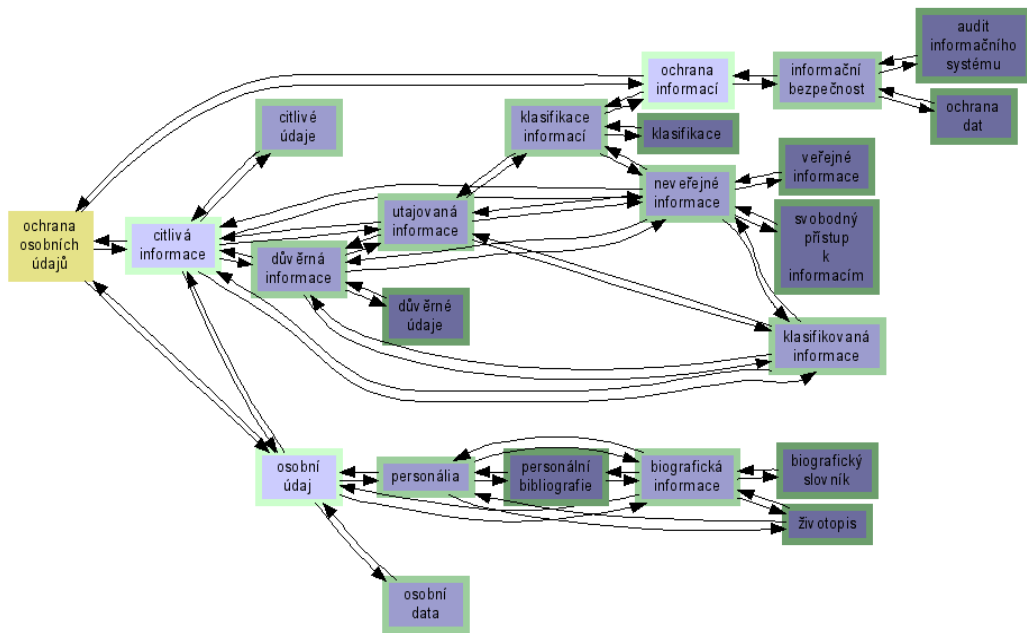 audit
informačního
systému
ochrana
informací
informační
bezpečnost
ochrana
dat
citlivé
údaje
klasifikace
informací
klasifikace
veřejné
informace
neveřejné
informace
utajovaná
informace
svobodný
přístup
k
informacím
ochrana
osobních
údajů
citlivá
informace
důvěrná
informace
důvěrné
údaje
klasifikovaná
informace
osobní
údaj
personália
personální
bibliografie
biografická
informace
biografický
slovník
životopis
osobní
data